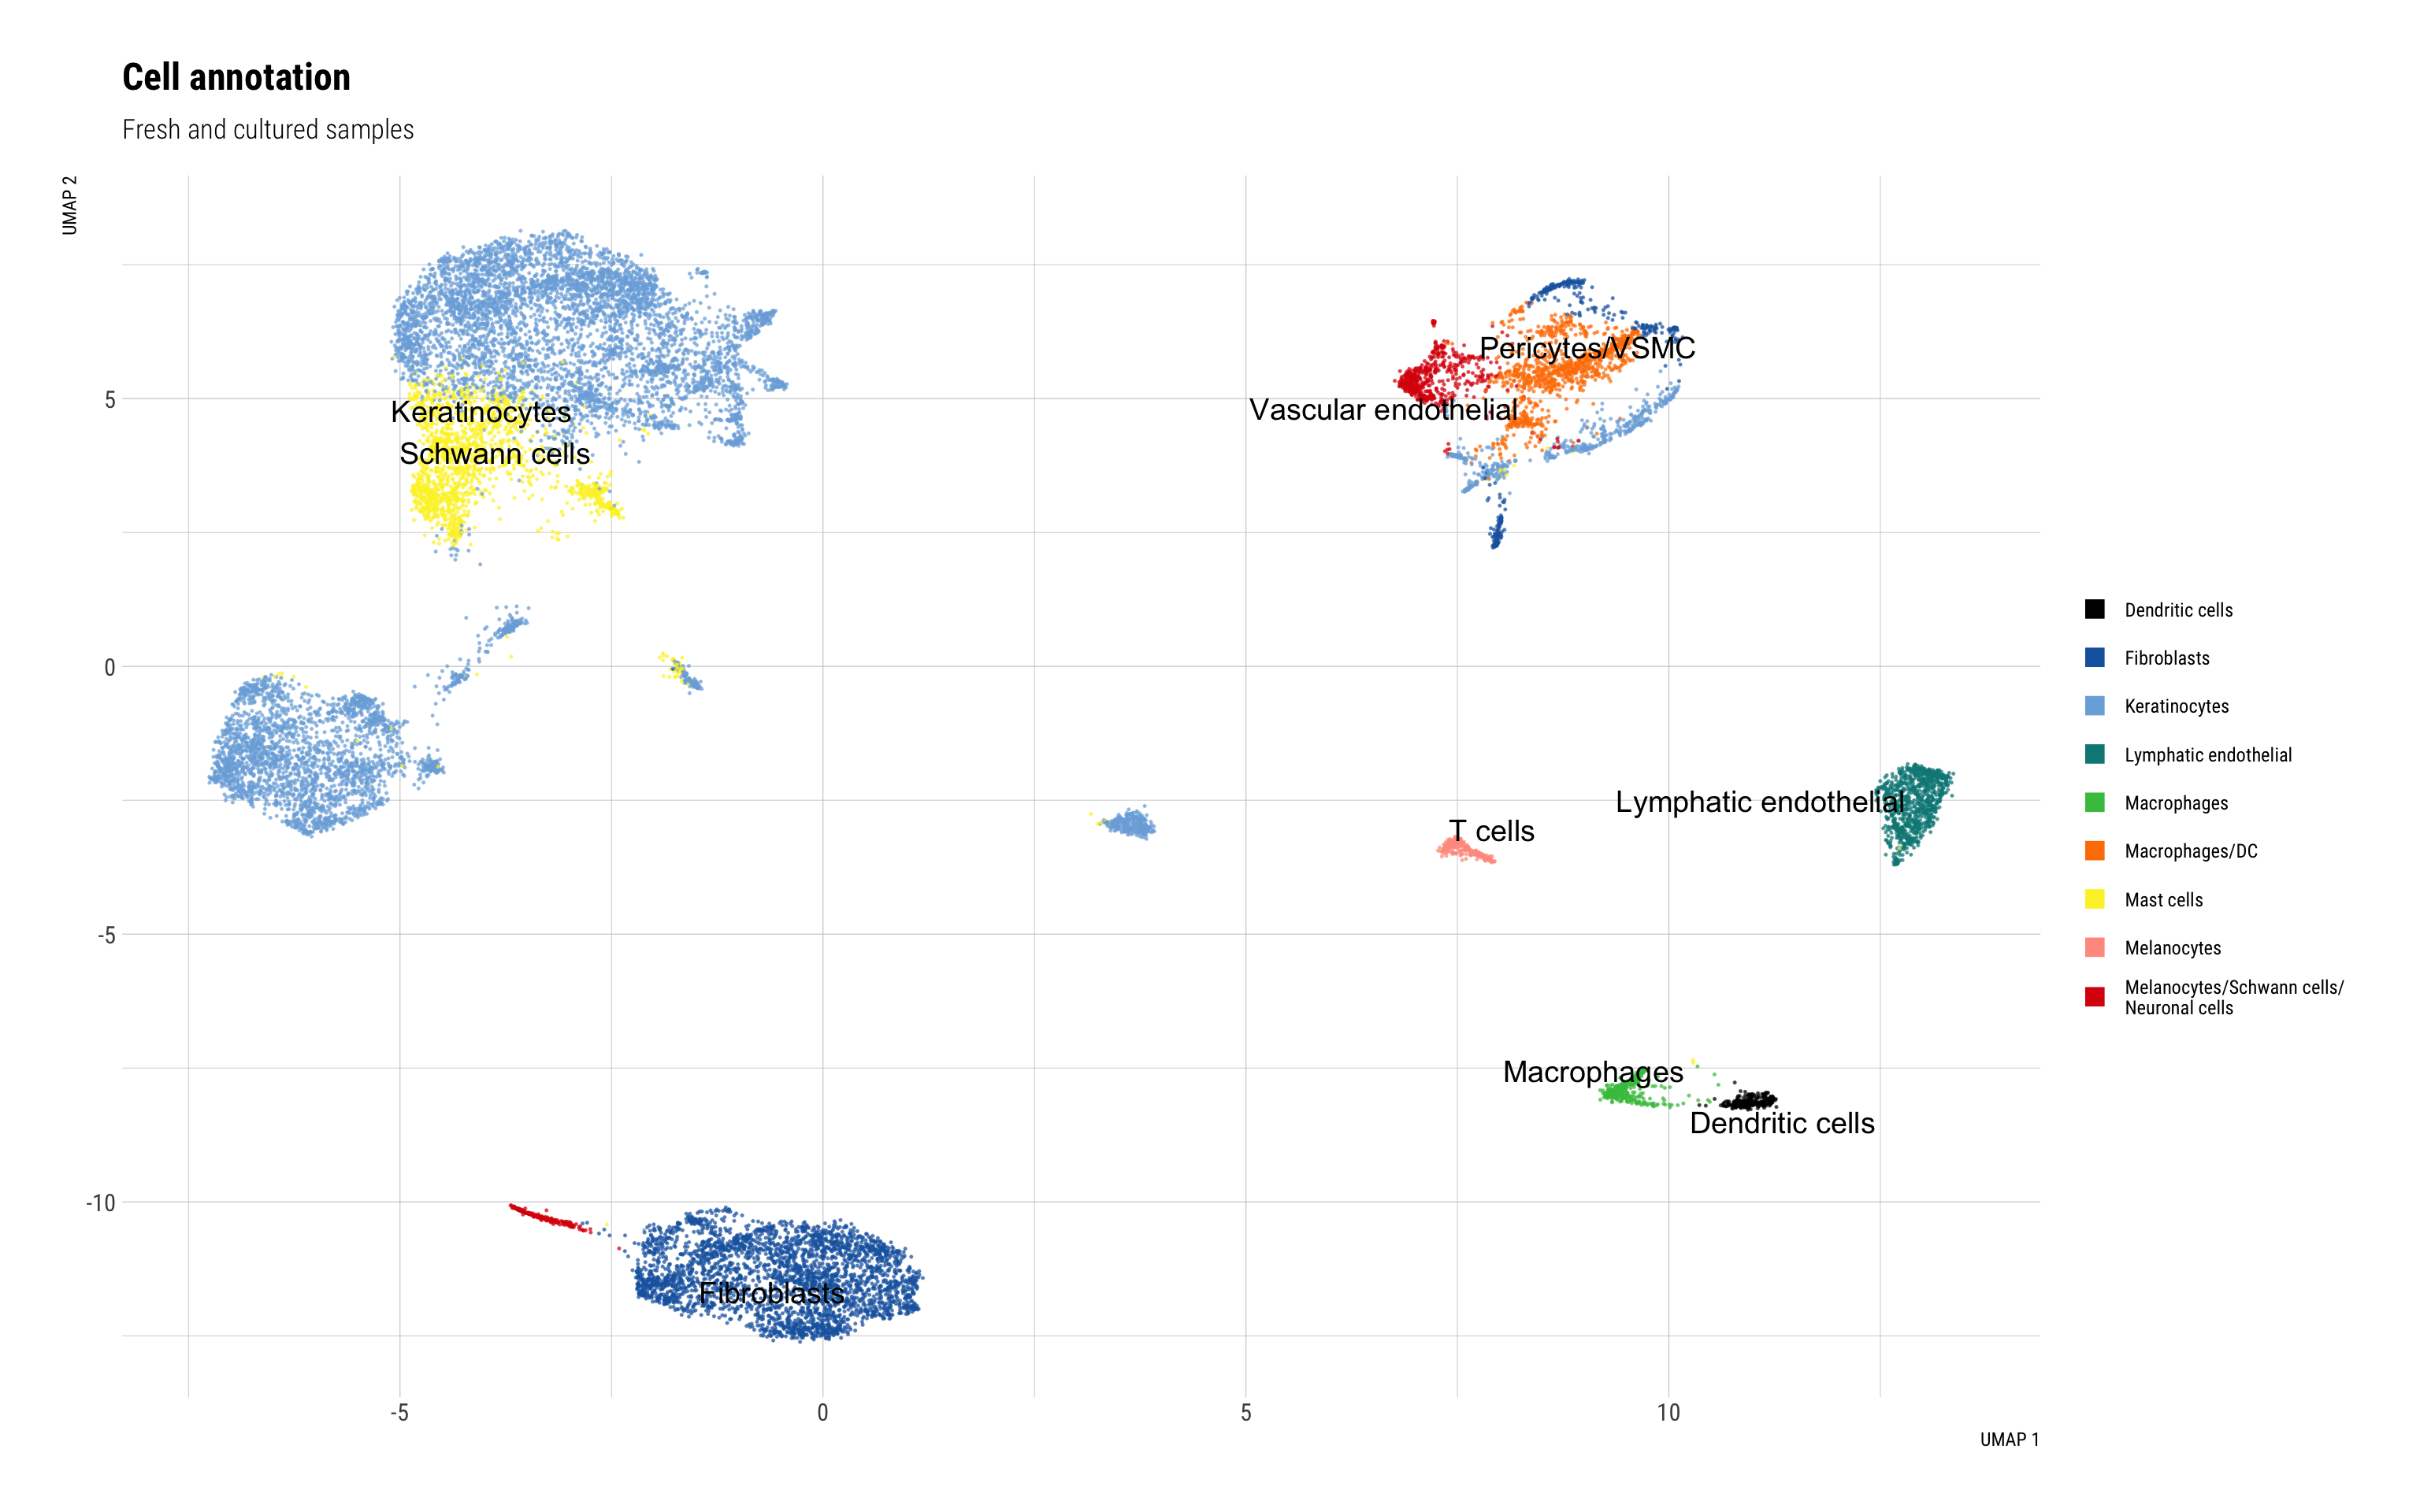 Cell annotation
Fresh and cultured samples
UMAP 2
Pericytes/VSMC
5
Keratinocytes
Vascular endothelial
Schwann cells
0
Lymphatic endothelial
T cells
-5
Macrophages
Dendritic cells
-10
Fibroblasts
-5
0
5
10
UMAP 1
Dendritic cells
Fibroblasts
Keratinocytes
Lymphatic endothelial
Macrophages
Macrophages/DC
Mast cells
Melanocytes
Melanocytes/Schwann cells/
Neuronal cells